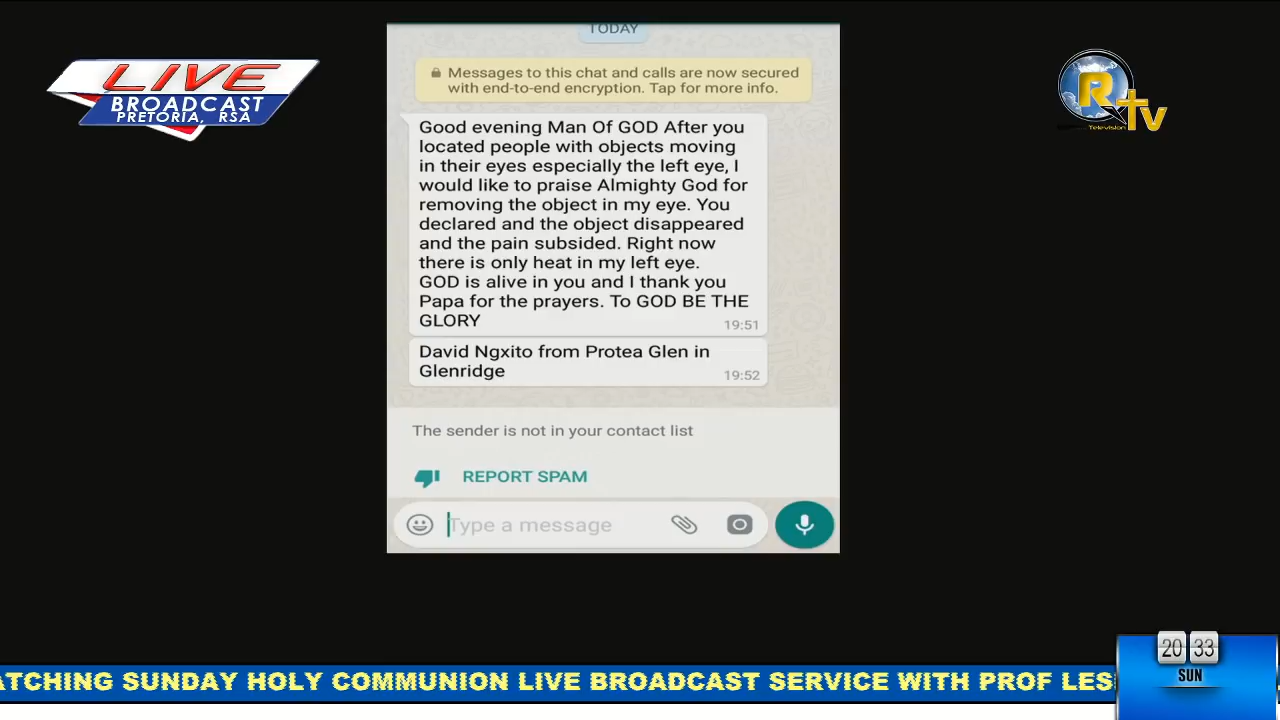 LIVE
BROADCAST
PRETORIA, RSA
R
tv
Television
TODAY
Messages to this chat and calls are now secured
with end-to-end encryption. Tap for more info.
Good evening Man Of GOD After you
located people with objects moving
in their eyes especially the left eye, I
would like to praise Almighty God for
removing the object in my eye. You
declared and the object disappeared
and the pain subsided. Right now
there is only heat in my left eye.
GOD is alive in you and I thank you
Papa for the prayers. To GOD BE THE
GLORY
19:51
David Ngxito from Protea Glen in
Glenridge
19:52
The sender is not in your contact list
REPORT SPAM
Type a message
ATCHING SUNDAY HOLY COMMUNION LIVE BROADCAST SERVICE WITH PROF LES
20 33
SUN